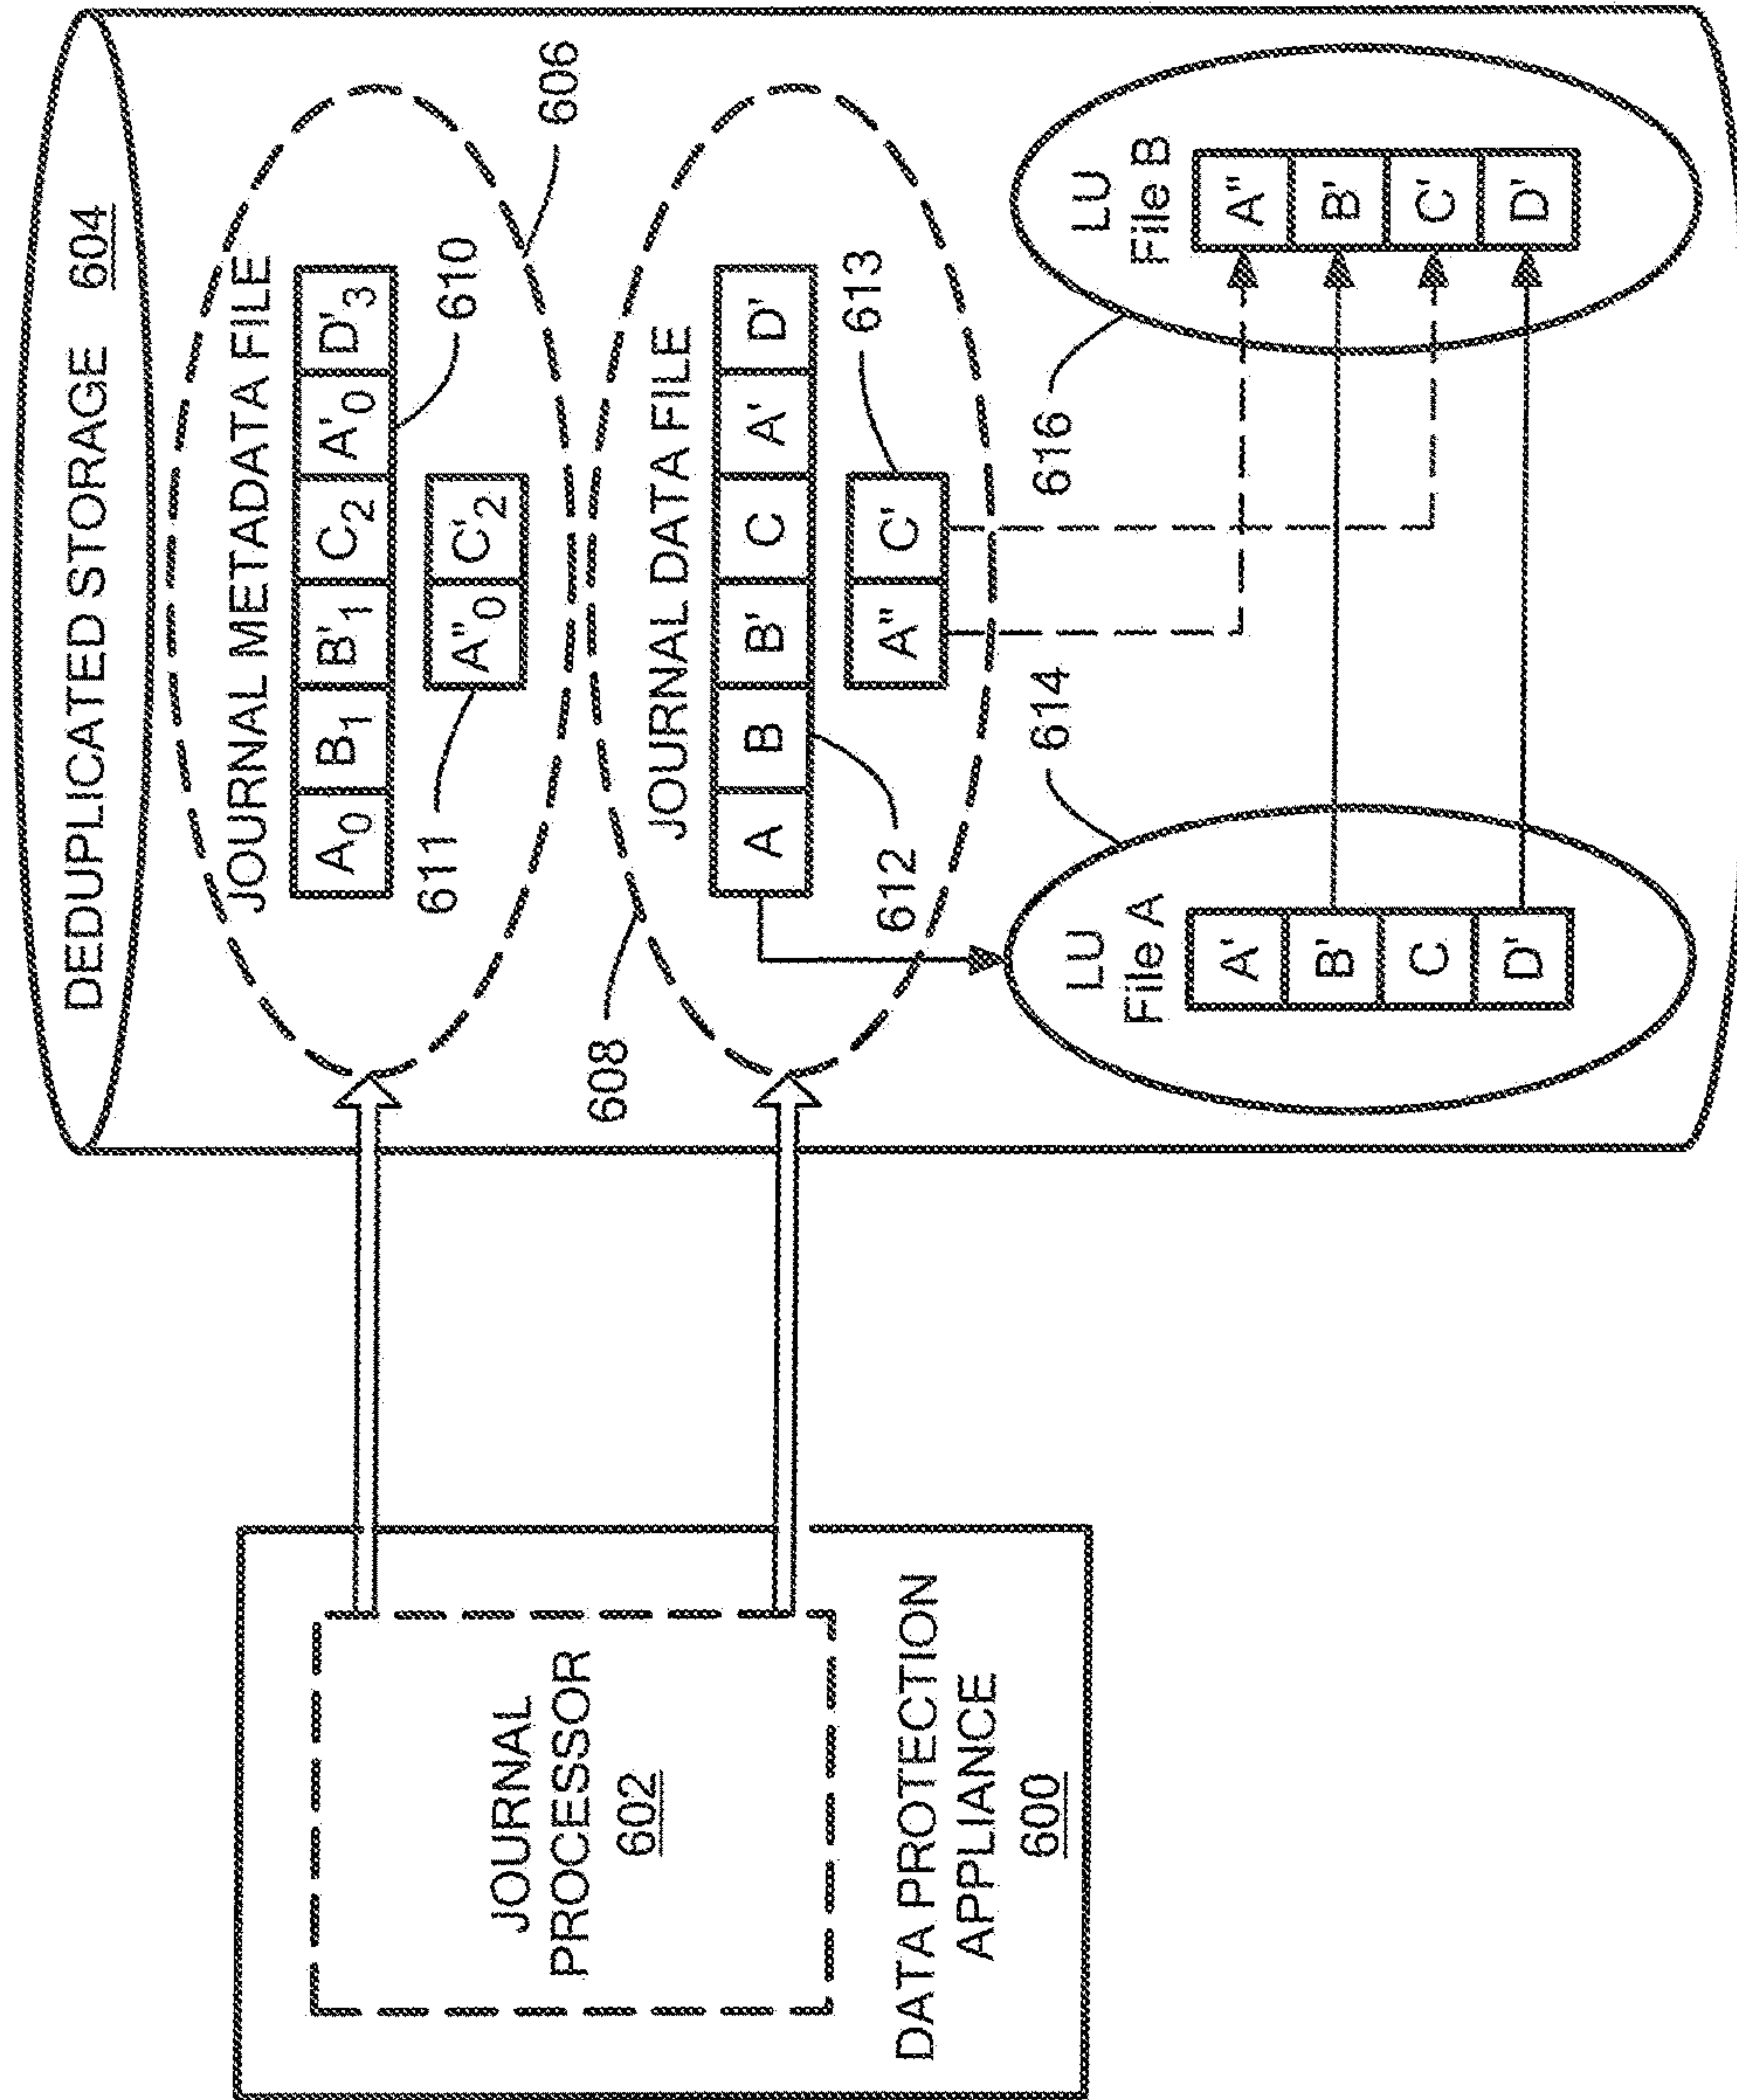 DEDUPLICATED STORAGE 604
JOURNAL METADATA FILE
A0 B1 B'1 C2 A'0 D'3
610
611
A"0 C'2
606
608
JOURNAL DATA FILE
A B B' C A' D'
612
A" C'
613
614
616
LU
File A
A'
B'
C
D'
LU
File B
A"
B'
C'
D'
JOURNAL
PROCESSOR
602
DATA PROTECTION
APPLIANCE
600